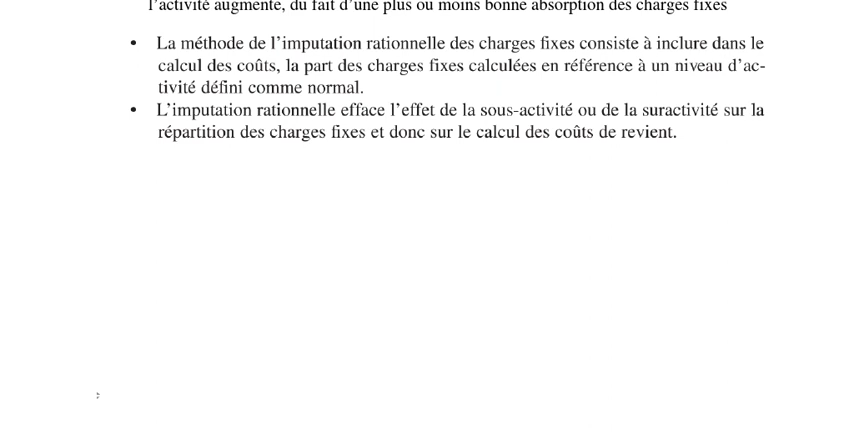 l’activité augmente, du fait d’une plus ou moins bonne absorption des charges fixes
• La méthode de l’imputation rationnelle des charges fixes consiste à inclure dans le
calcul des coûts, la part des charges fixes calculées en référence à un niveau d’ac-
tivité défini comme normal.
• L’imputation rationnelle efface l’effet de la sous-activité ou de la suractivité sur la
répartition des charges fixes et donc sur le calcul des coûts de revient.